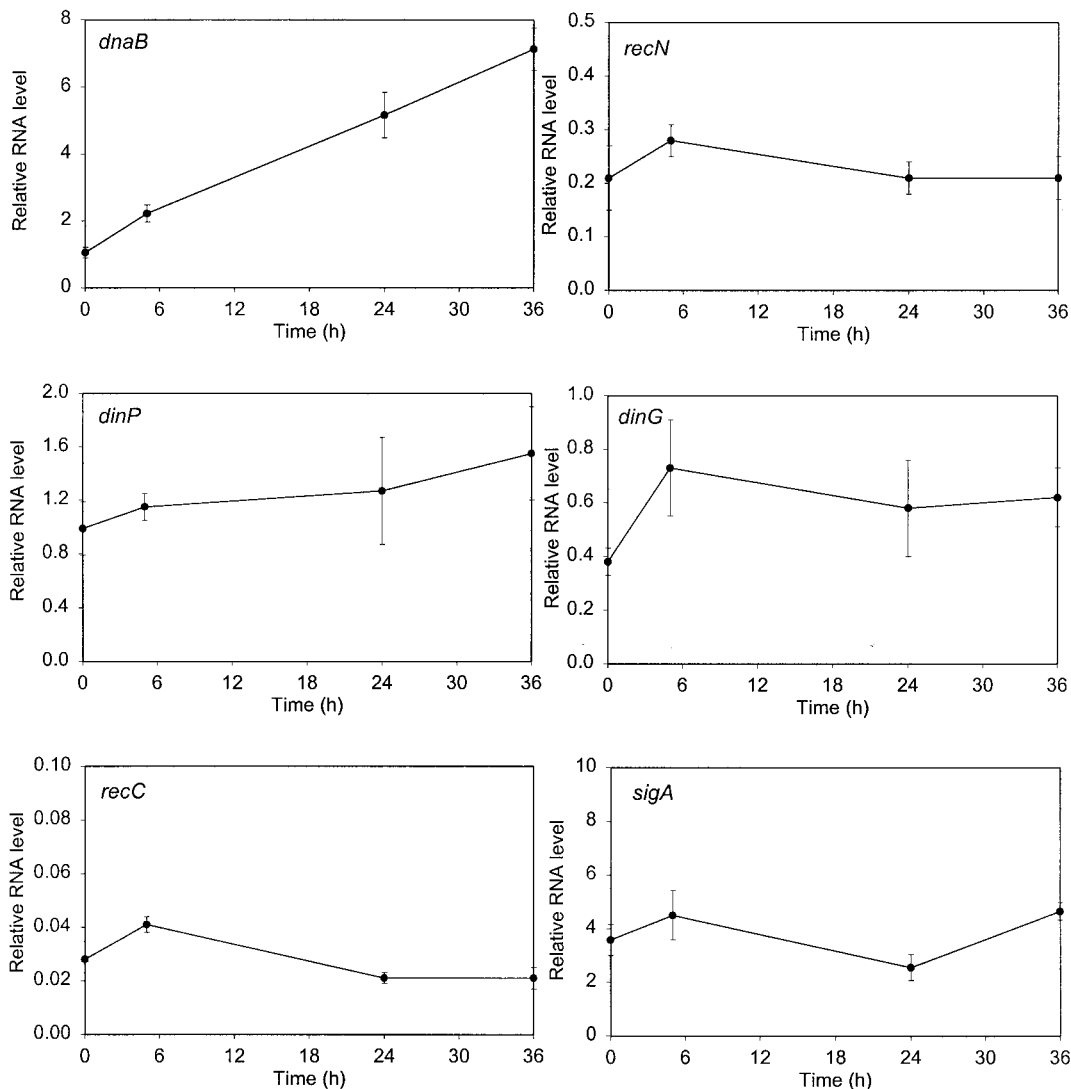 dnaB
Relative RNA level
8
6
4
2
0
0 6 12 18 24 30 36
Time (h)
recN
Relative RNA level
0.5
0.4
0.3
0.2
0.1
0.0
0 6 12 18 24 30 36
Time (h)
dinP
Relative RNA level
2.0
1.6
1.2
0.8
0.4
0.0
0 6 12 18 24 30 36
Time (h)
dinG
Relative RNA level
1.0
0.8
0.6
0.4
0.2
0.0
0 6 12 18 24 30 36
Time (h)
recC
Relative RNA level
0.10
0.08
0.06
0.04
0.02
0.00
0 6 12 18 24 30 36
Time (h)
sigA
Relative RNA level
10
8
6
4
2
0
0 6 12 18 24 30 36
Time (h)